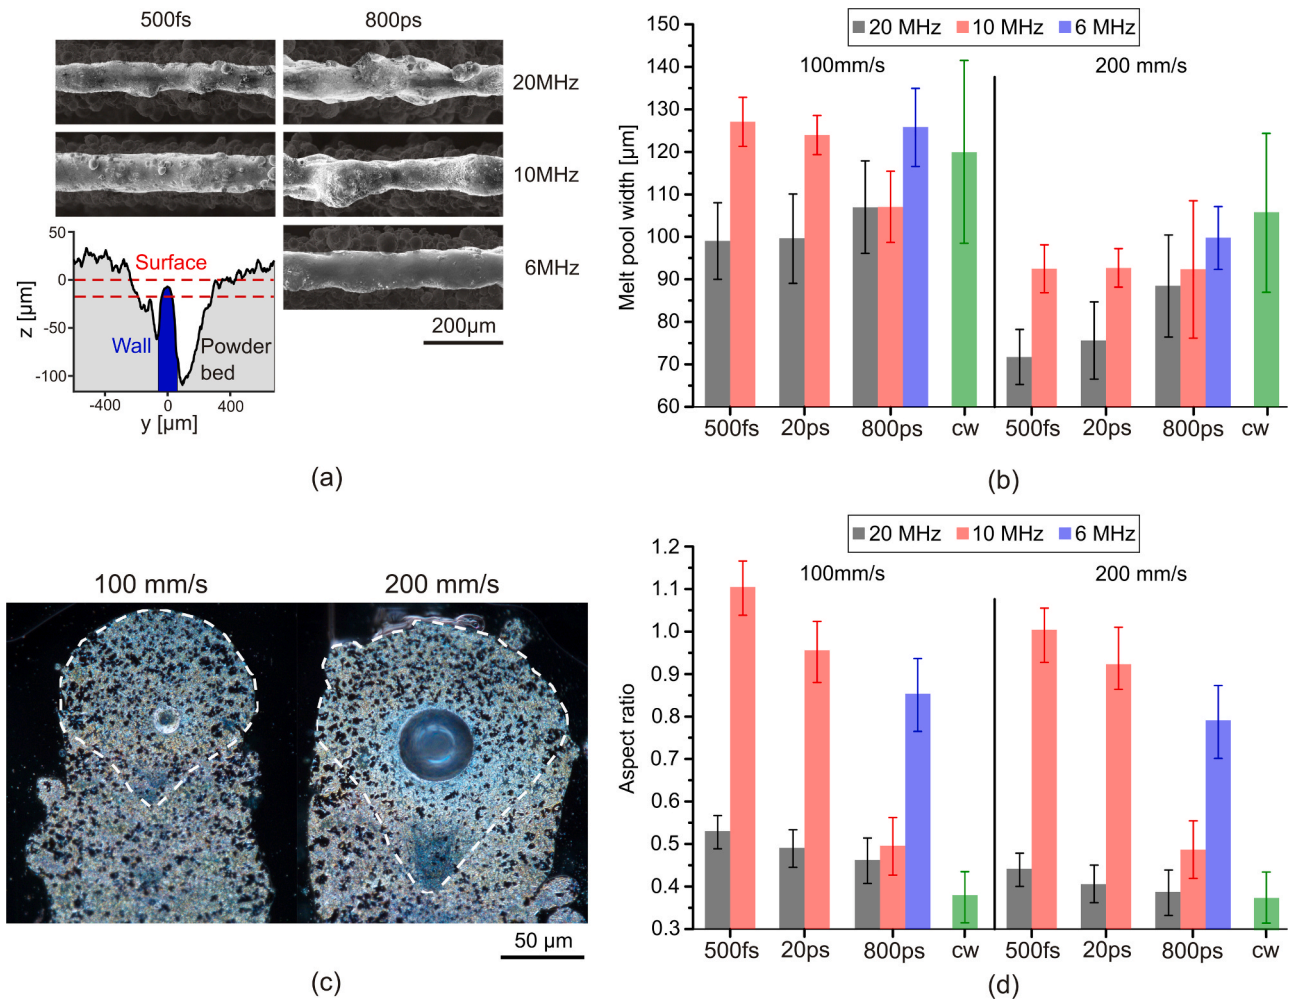 500fs 800ps
20MHz
10MHz
6MHz
200µm
50
0
-50
-100
z [µm]
Surface
Wall
Powder
bed
-400 0 400
y [µm]
(a)
20 MHz 10 MHz 6 MHz
100mm/s 200 mm/s
Melt pool width [µm]
150
140
130
120
110
100
90
80
70
60
500fs 20ps 800ps cw 500fs 20ps 800ps cw
(b)
100 mm/s 200 mm/s
50 µm
(c)
20 MHz 10 MHz 6 MHz
100mm/s 200 mm/s
Aspect ratio
1.2
1.1
1.0
0.9
0.8
0.7
0.6
0.5
0.4
0.3
500fs 20ps 800ps cw 500fs 20ps 800ps cw
(d)